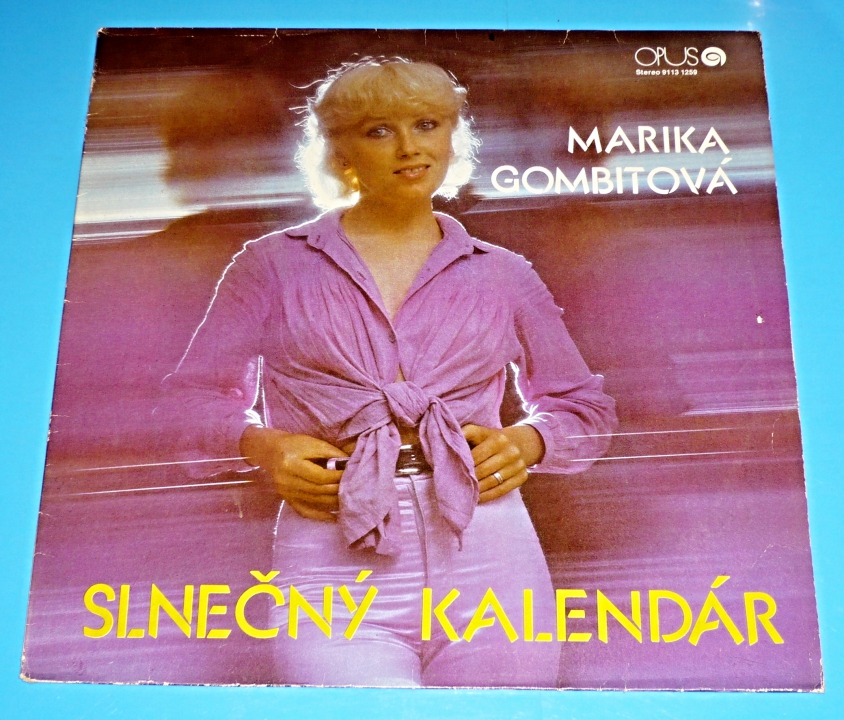 OPUS
Stereo 9113 1259
MARIKA
GOMBITOVÁ
SLNEČNÝ KALENDÁR